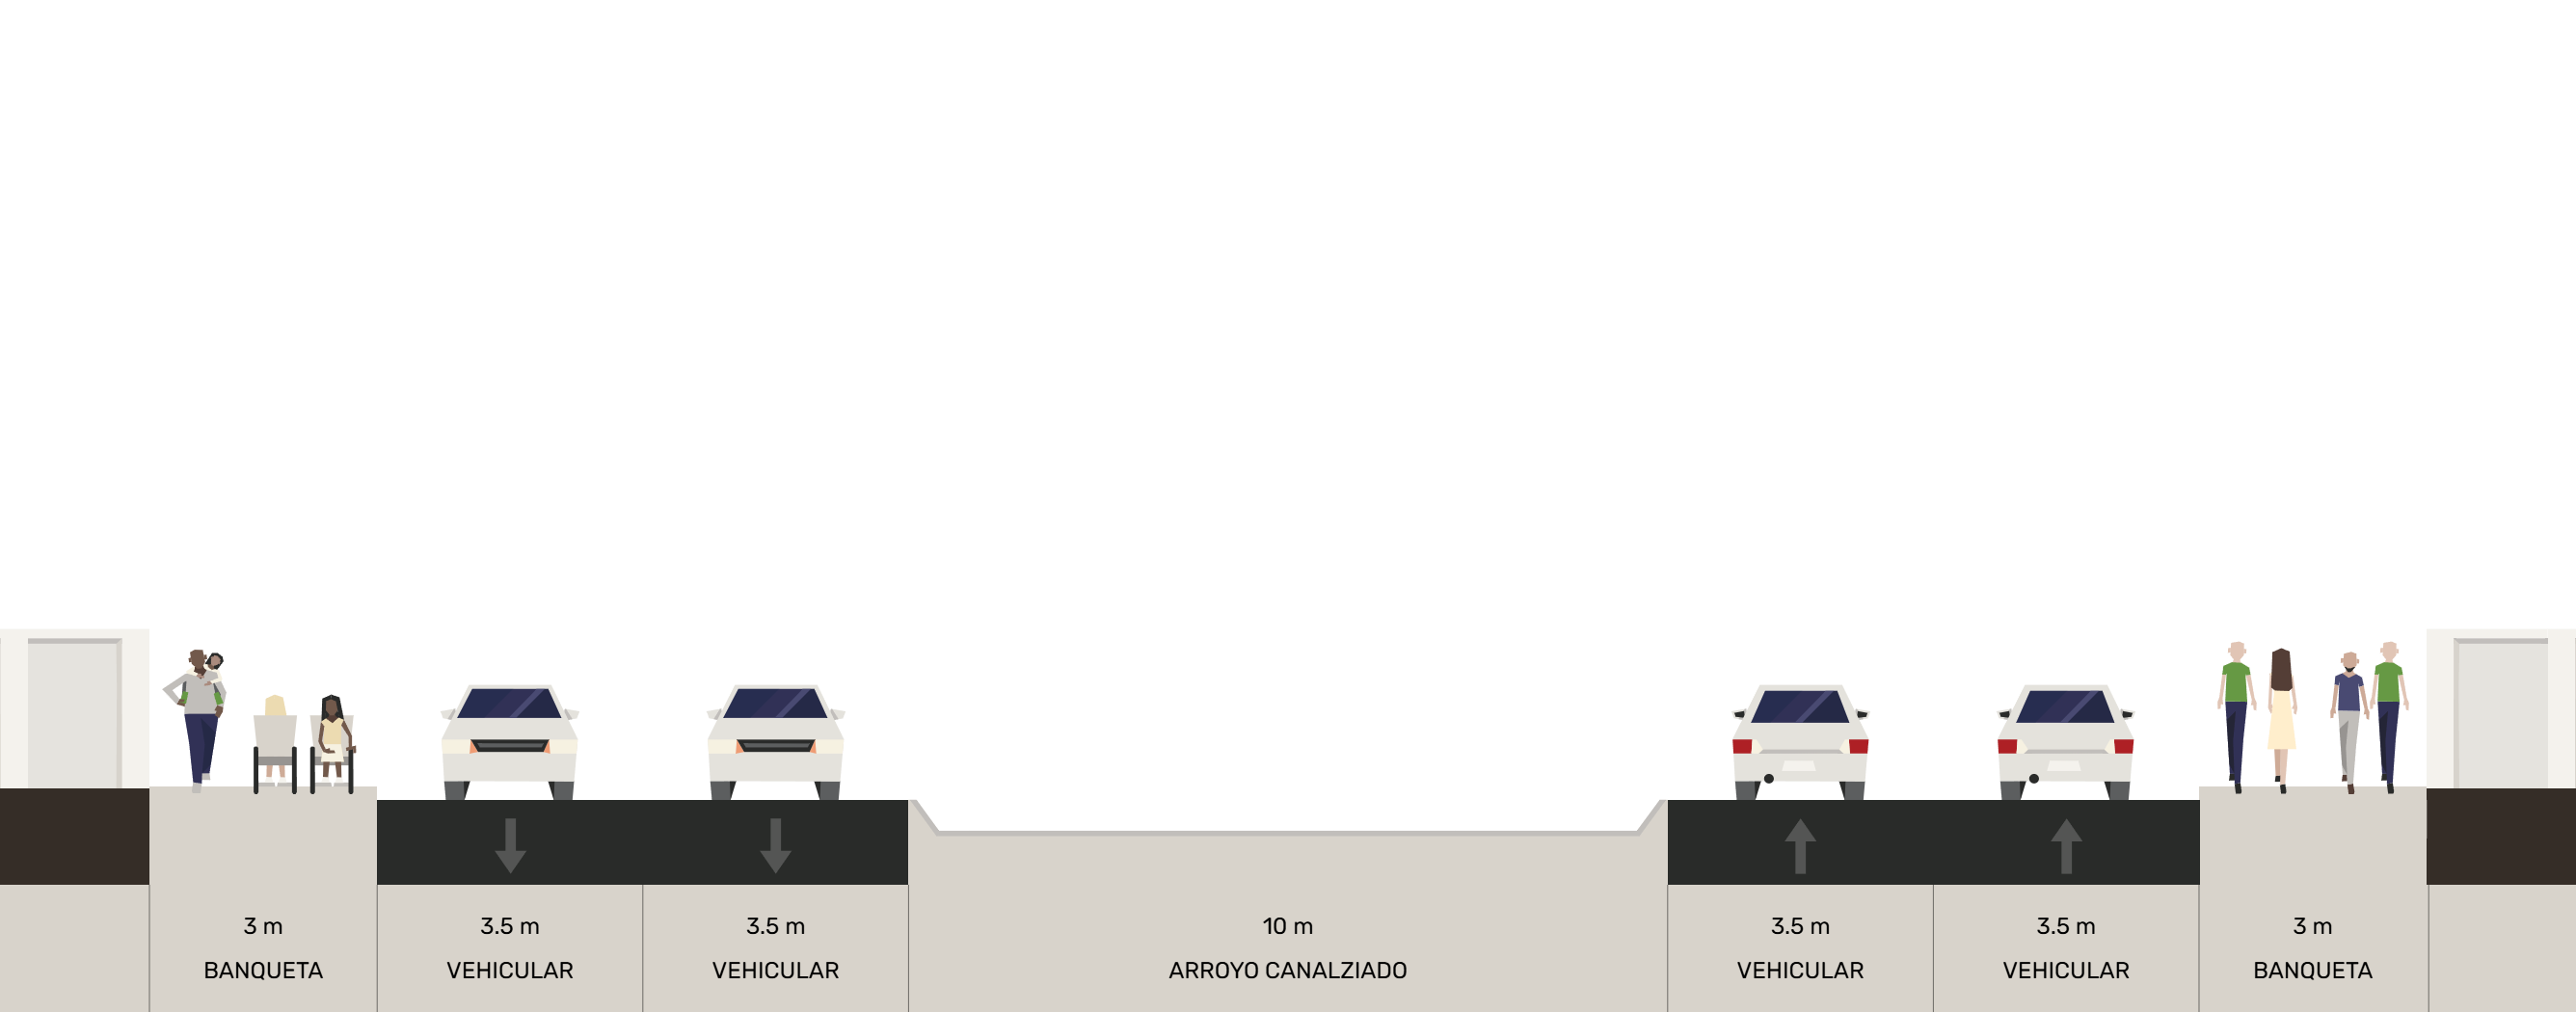 3 m
BANQUETA
3.5 m
VEHICULAR
3.5 m
VEHICULAR
10 m
ARROYO CANALZIADO
3.5 m
VEHICULAR
3.5 m
VEHICULAR
3 m
BANQUETA